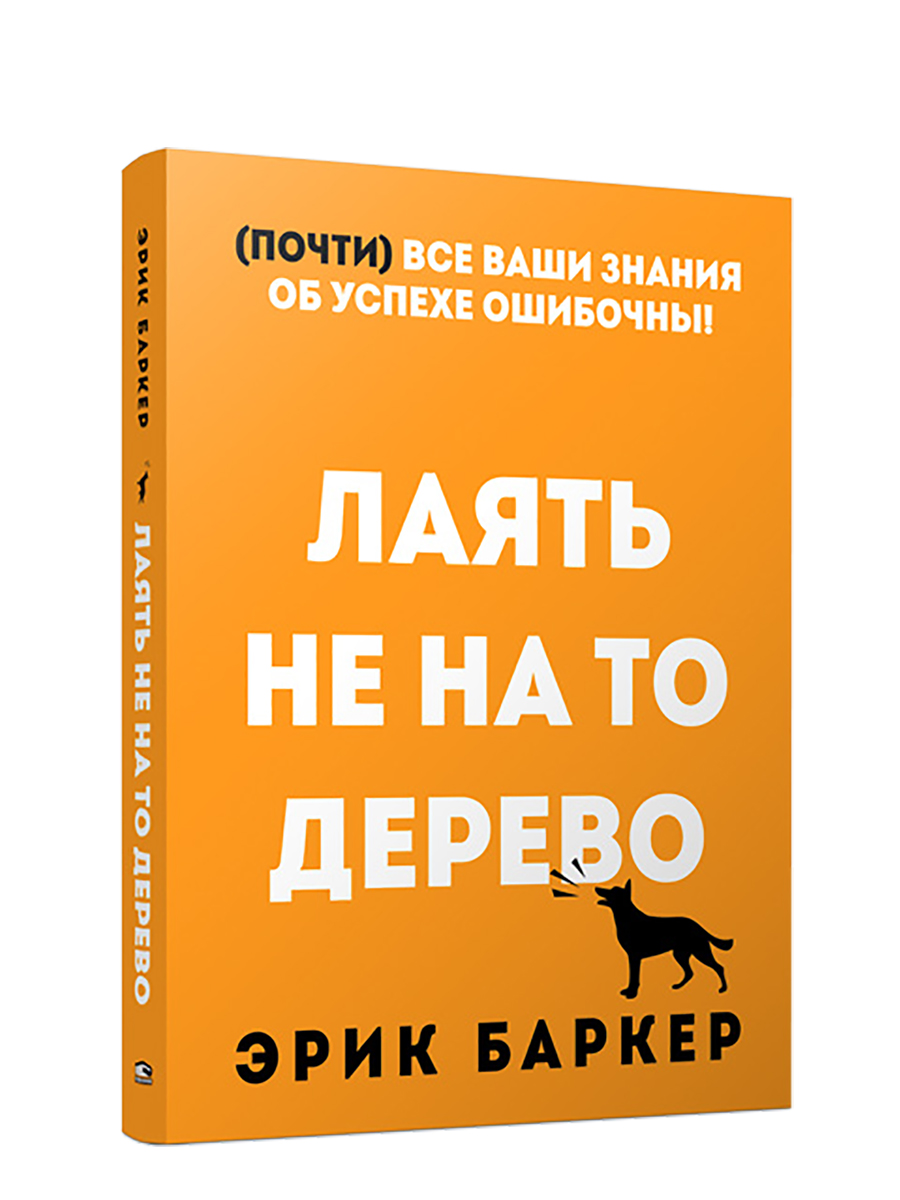 (ПОЧТИ) ВСЕ ВАШИ ЗНАНИЯ
ОБ УСПЕХЕ ОШИБОЧНЫ!
ЛАЯТЬ
НЕ НА ТО
ДЕРЕВО
ЭРИК БАРКЕР
ЭРИК БАРКЕР ЛАЯТЬ НЕ НА ТО ДЕРЕВО